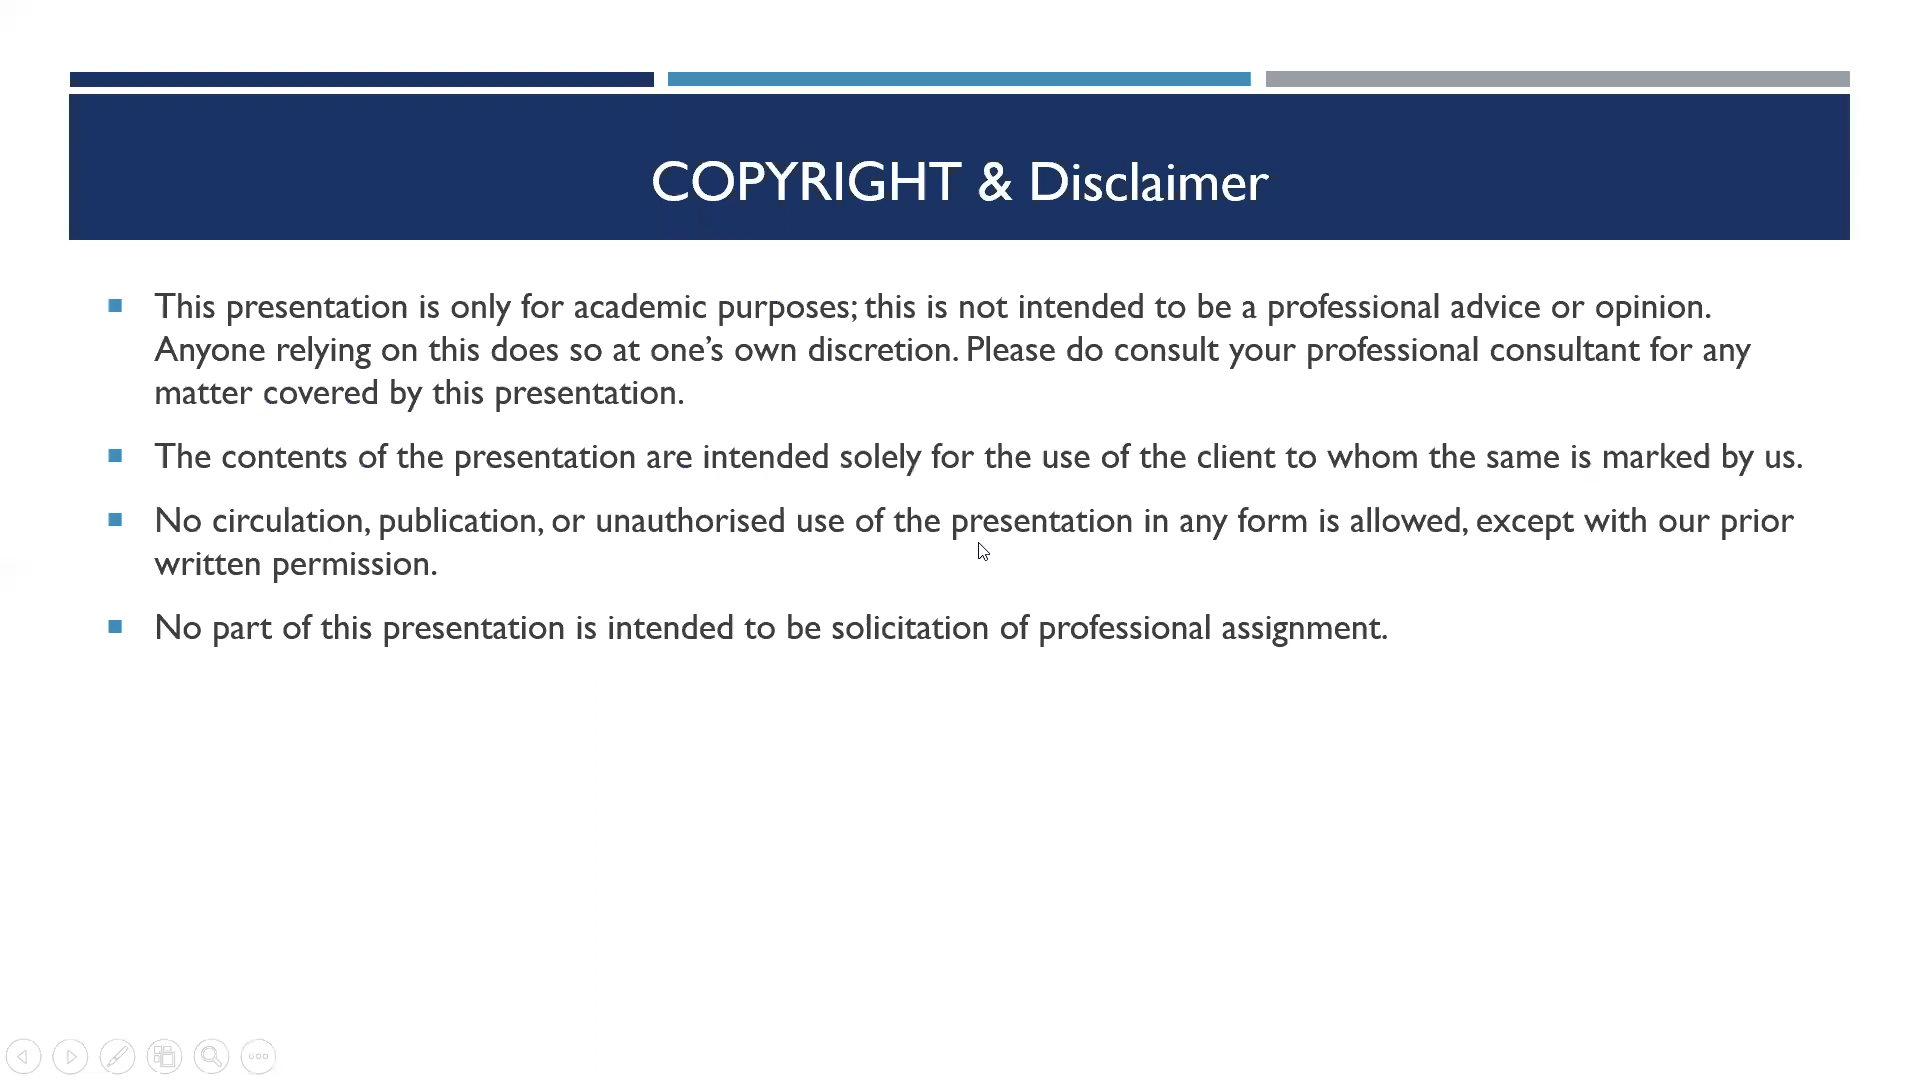 COPYRIGHT & Disclaimer
This presentation is only for academic purposes; this is not intended to be a professional advice or opinion.
Anyone relying on this does so at one’s own discretion. Please do consult your professional consultant for any
matter covered by this presentation.
The contents of the presentation are intended solely for the use of the client to whom the same is marked by us.
No circulation, publication, or unauthorised use of the presentation in any form is allowed, except with our prior
written permission.
No part of this presentation is intended to be solicitation of professional assignment.